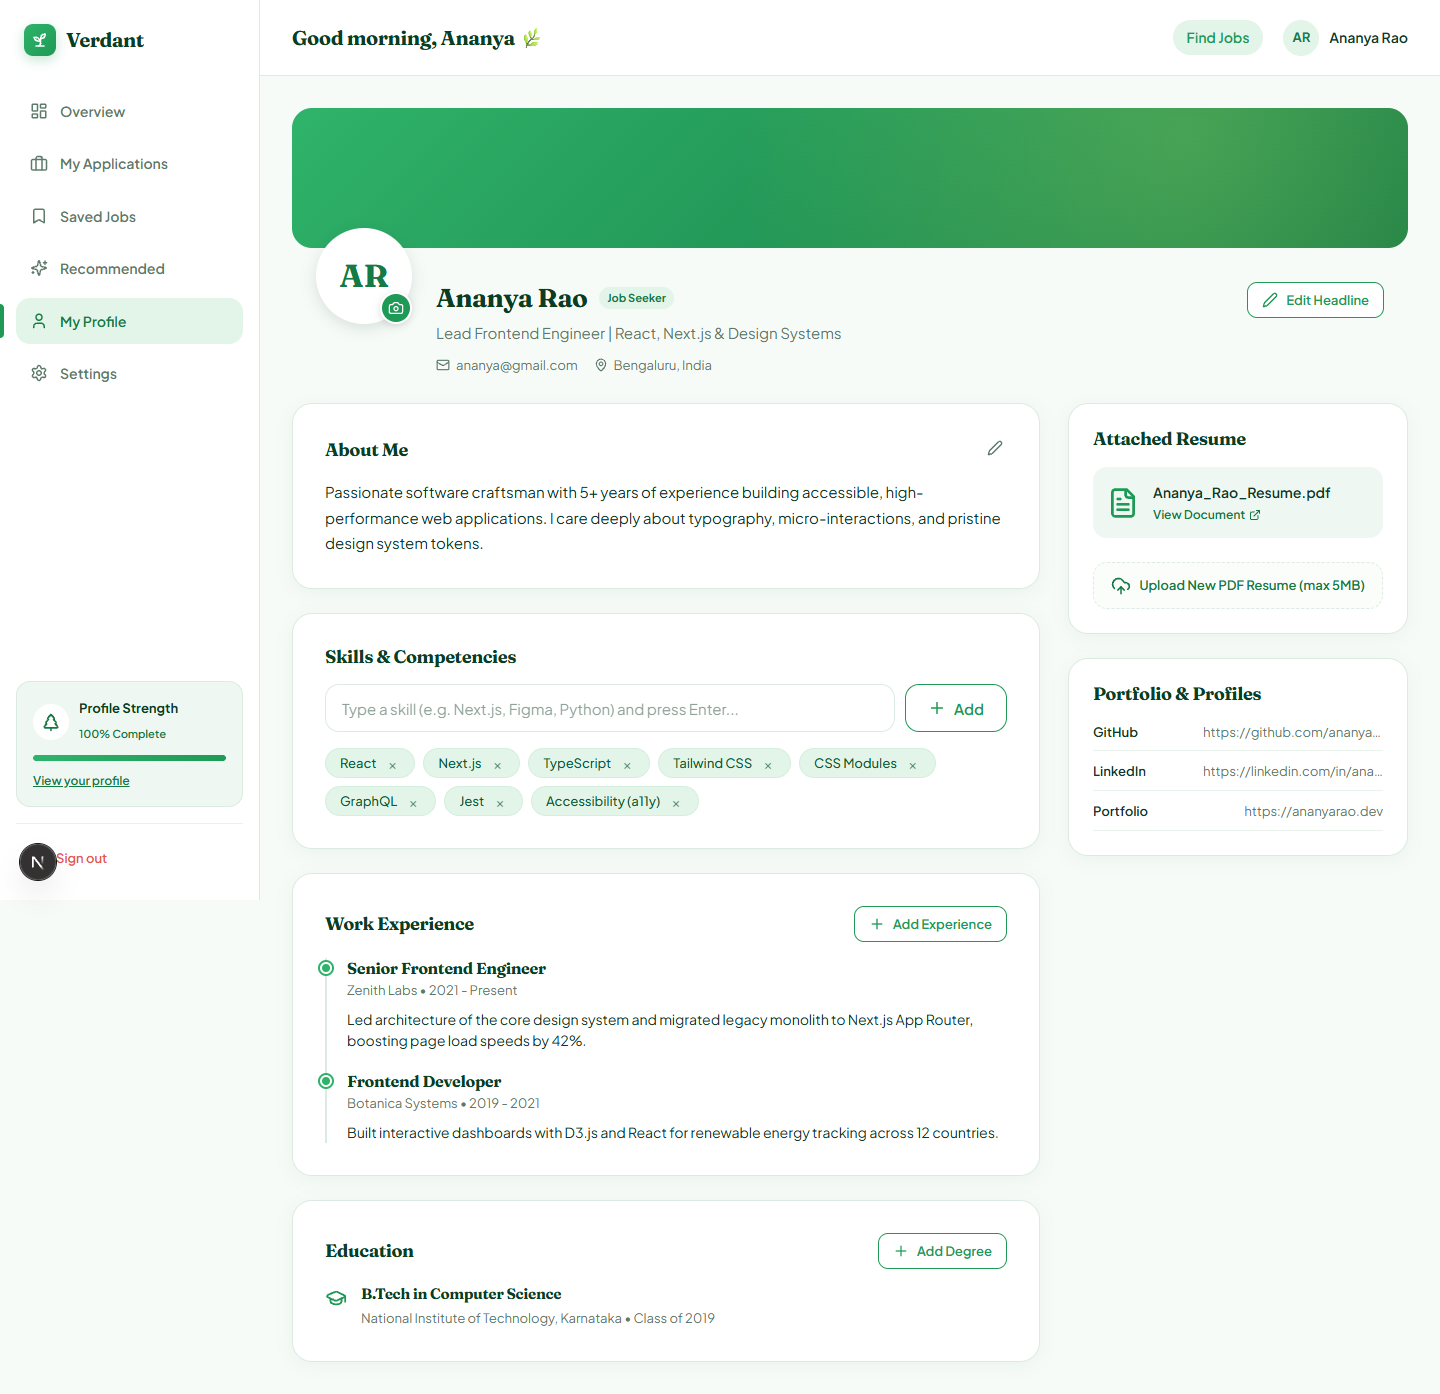 Verdant
Overview
My Applications
Saved Jobs
Recommended
My Profile
Settings
Profile Strength
100% Complete
View your profile
N
Sign out
Good morning, Ananya
Find Jobs
AR
Ananya Rao
AR
Ananya Rao
Job Seeker
Lead Frontend Engineer | React, Next.js & Design Systems
ananya@gmail.com
Bengaluru, India
Edit Headline
About Me
Passionate software craftsman with 5+ years of experience building accessible, high-
performance web applications. I care deeply about typography, micro-interactions, and pristine
design system tokens.
Skills & Competencies
Type a skill (e.g. Next.js, Figma, Python) and press Enter...
+ Add
React ×
Next.js ×
TypeScript ×
Tailwind CSS ×
CSS Modules ×
GraphQL ×
Jest ×
Accessibility (a11y) ×
Work Experience
+ Add Experience
Senior Frontend Engineer
Zenith Labs • 2021 - Present
Led architecture of the core design system and migrated legacy monolith to Next.js App Router,
boosting page load speeds by 42%.
Frontend Developer
Botanica Systems • 2019 - 2021
Built interactive dashboards with D3.js and React for renewable energy tracking across 12 countries.
Education
+ Add Degree
B.Tech in Computer Science
National Institute of Technology, Karnataka • Class of 2019
Attached Resume
Ananya_Rao_Resume.pdf
View Document
Upload New PDF Resume (max 5MB)
Portfolio & Profiles
GitHub
https://github.com/ananya...
LinkedIn
https://linkedin.com/in/ana...
Portfolio
https://ananyarao.dev